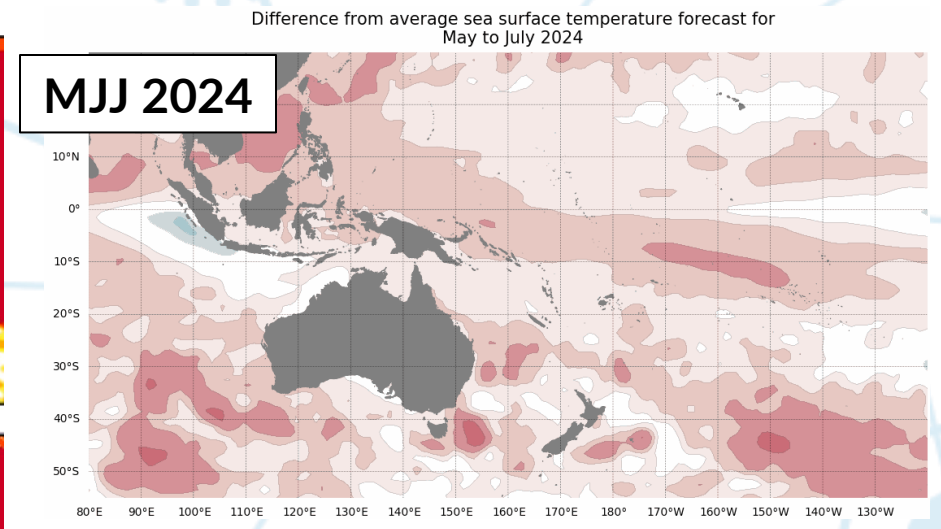 Difference from average sea surface temperature forecast for
May to July 2024
MJJ 2024
10°N
0°
10°S
20°S
30°S
40°S
50°S
80°E 90°E 100°E 110°E 120°E 130°E 140°E 150°E 160°E 170°E 180° 170°W 160°W 150°W 140°W 130°W